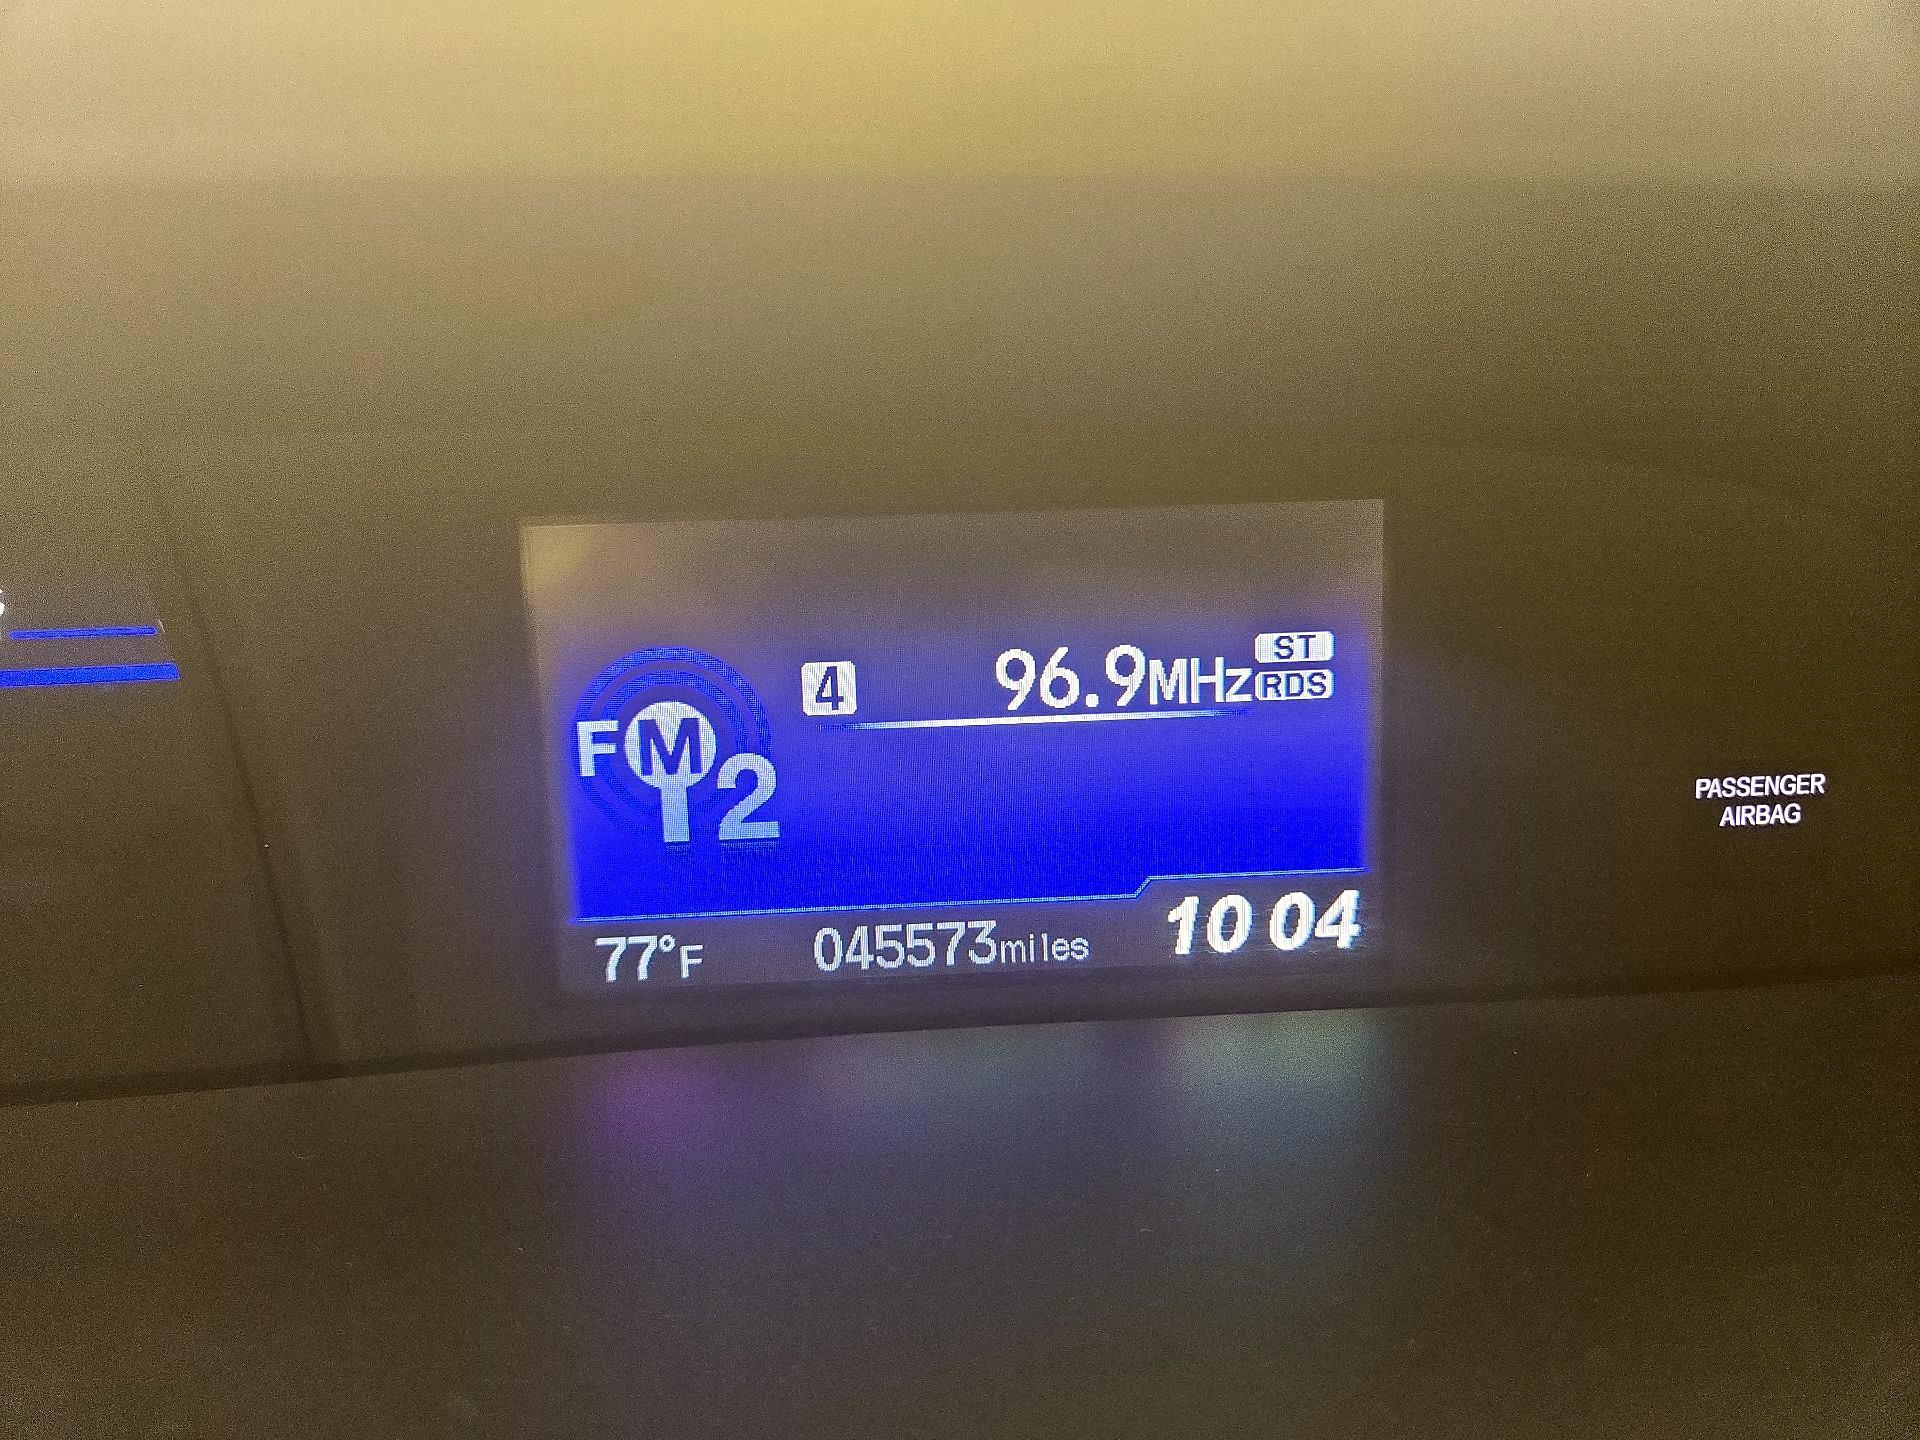 4 96.9MHz ST
RDS
FM 2
77°F 045573miles 10 04
PASSENGER
AIRBAG